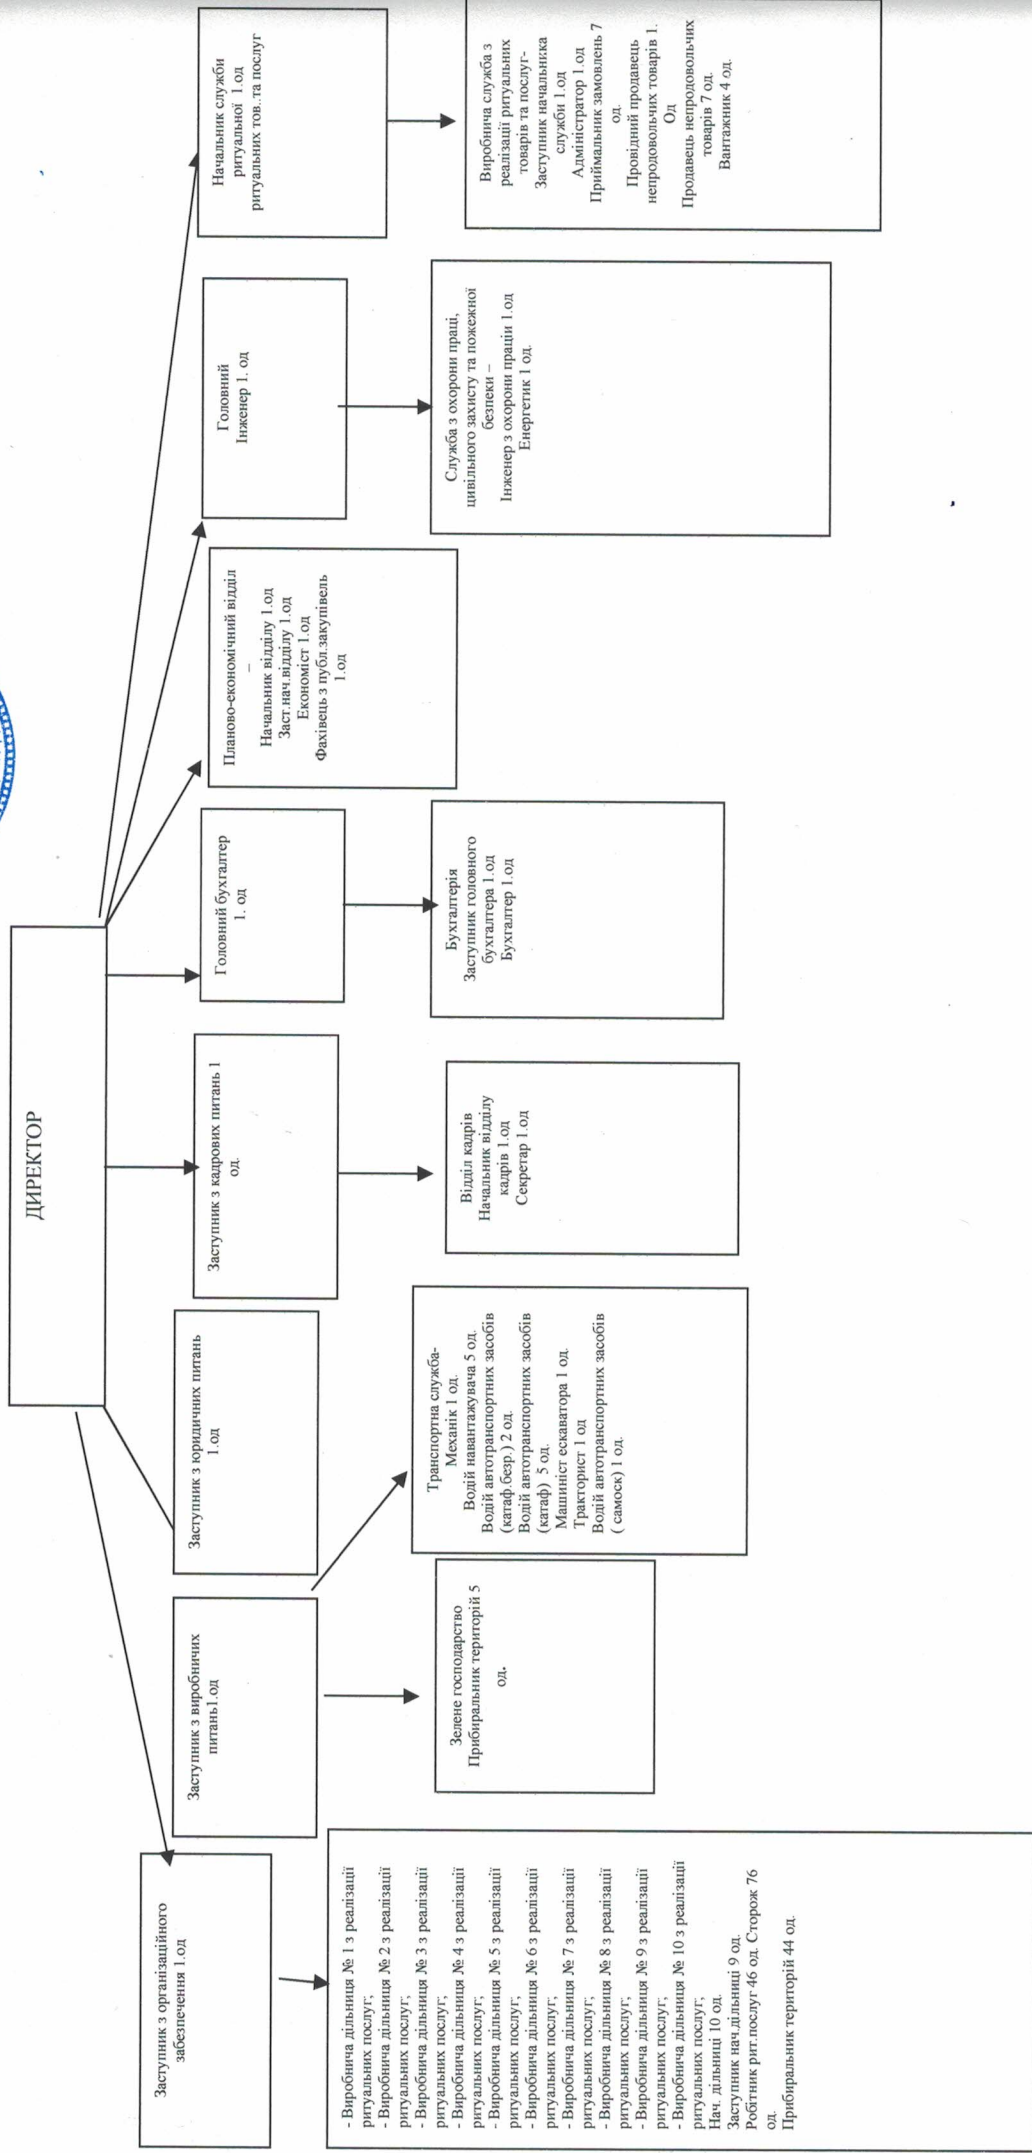 ДИРЕКТОР
Заступник з організаційного
забезпечення 1.од
Заступник з виробничих
питань1.од
Заступник з юридичних питань
1.од
Заступник з кадрових питань 1
од.
Головний бухгалтер
1. од
Планово-економічний відділ
–
Начальник відділу 1.од
Заст.нач.відділу 1.од
Економіст 1.од
Фахівець з публ.закупівель
1.од
Головний
Інженер 1. од
Начальник служби
ритуальної 1.од
ритуальних тов..та послуг
- Виробнича дільниця № 1 з реалізації
ритуальних послуг;
- Виробнича дільниця № 2 з реалізації
ритуальних послуг;
- Виробнича дільниця № 3 з реалізації
ритуальних послуг;
- Виробнича дільниця № 4 з реалізації
ритуальних послуг;
- Виробнича дільниця № 5 з реалізації
ритуальних послуг;
- Виробнича дільниця № 6 з реалізації
ритуальних послуг;
- Виробнича дільниця № 7 з реалізації
ритуальних послуг;
- Виробнича дільниця № 8 з реалізації
ритуальних послуг;
- Виробнича дільниця № 9 з реалізації
ритуальних послуг;
- Виробнича дільниця № 10 з реалізації
ритуальних послуг;
Нач. дільниці 10 од.
Заступник нач.дільниці 9 од.
Робітник рит.послуг 46 од. Сторож 76
од.
Прибиральник територій 44 од.
Зелене господарство
Прибиральник територій 5
од.
Транспортна служба-
Механік 1 од.
Водій навантажувача 5 од.
Водій автотранспортних засобів
(катаф.безр.) 2 од.
Водій автотранспортних засобів
(катаф) 5 од.
Машиніст ескаватора 1 од.
Тракторист 1 од
Водій автотранспортних засобів
( самоск) 1 од.
Відділ кадрів
Начальник відділу
кадрів 1.од
Секретар 1.од
Бухгалтерія
Заступник головного
бухгалтера 1.од
Бухгалтер 1.од
Служба з охорони праці,
цивільного захисту та пожежної
безпеки –
Інженер з охорони праціи 1.од
Енергетик 1 од.
Виробнича служба з
реалізації ритуальних
товарів та послуг-
Заступник начальника
служби 1.од
Адміністратор 1.од
Приймальник замовлень 7
од.
Провідний продавець
непродовольчих товарів 1.
Од
Продавець непродовольчих
товарів 7 од.
Вантажник 4 од.